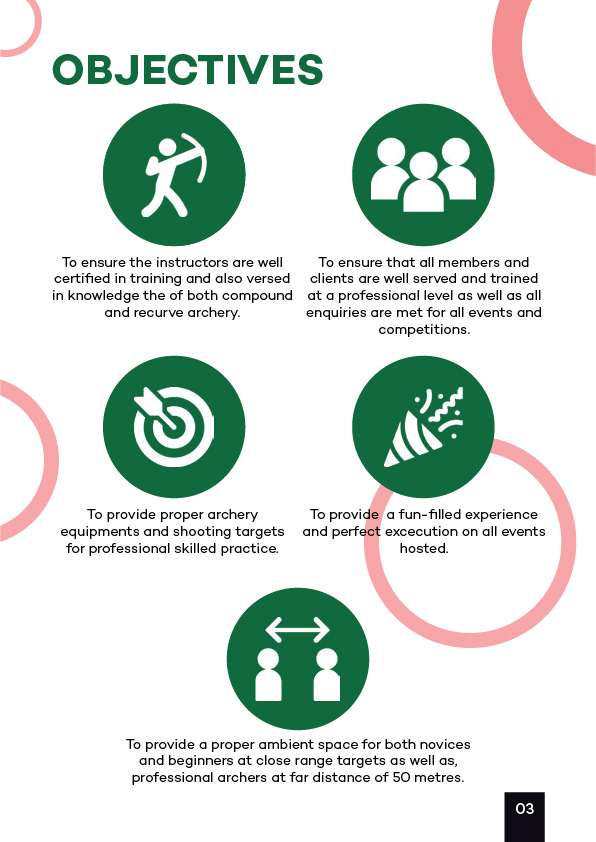 OBJECTIVES
To ensure the instructors are well
certified in training and also versed
in knowledge the of both compound
and recurve archery.
To ensure that all members and
clients are well served and trained
at a professional level as well as all
enquiries are met for all events and
competitions.
To provide proper archery
equipments and shooting targets
for professional skilled practice.
To provide a fun-filled experience
and perfect excecution on all events
hosted.
To provide a proper ambient space for both novices
and beginners at close range targets as well as,
professional archers at far distance of 50 metres.
03